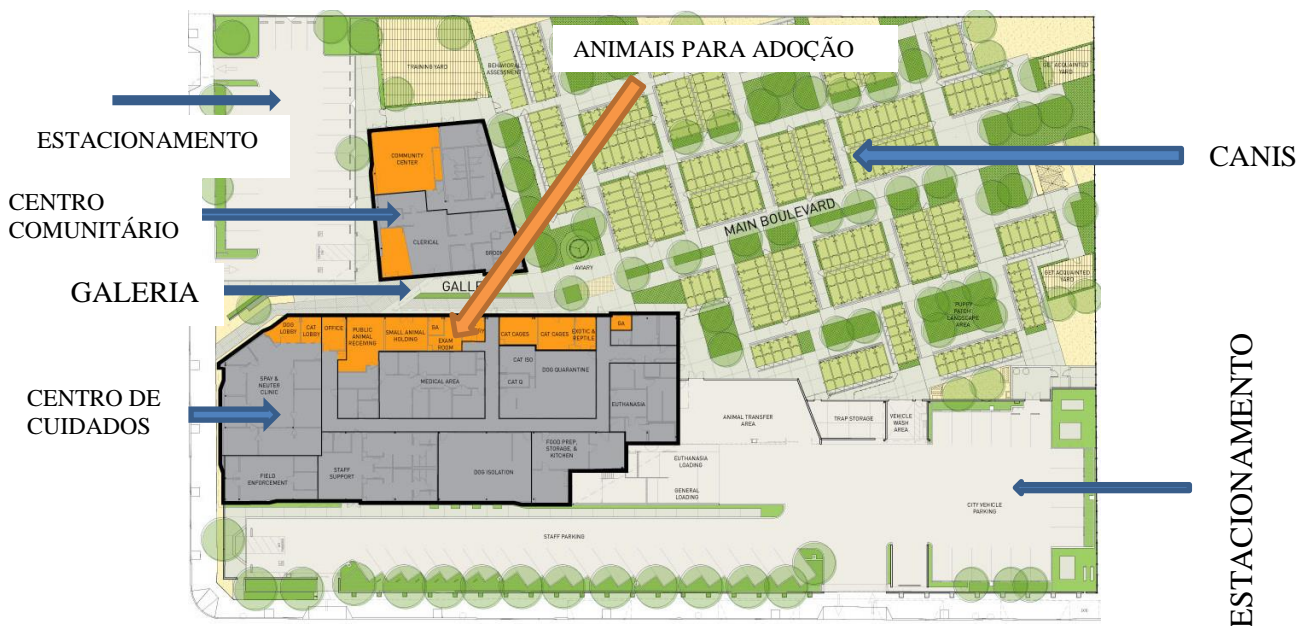 ANIMAIS PARA ADOÇÃO
TRAINING YARD
BEHAVIORAL
ASSESSMENT
GET ACQUAINTED
YARD
ESTACIONAMENTO
COMMUNITY
CENTER
CANIS
CENTRO
COMUNITÁRIO
MAIN BOULEVARD
CLERICAL
AVIARY
GALERIA
GALLE
GET ACQUAINTED
YARD
PUPPY
PATCH
LANDSCAPE
AREA
DOG
LOBBY
CAT
LOBBY
OFFICE
PUBLIC
ANIMAL
RECEIVING
SMALL ANIMAL
HOLDING
GA
EXAM
ROOM
CAT CAGES
CAT CAGES
EXOTIC &
REPTILE
GA
CAT ISO
DOG QUARANTINE
CAT Q
SPAY &
NEUTER
CLINIC
MEDICAL AREA
EUTHANASIA
CENTRO DE
CUIDADOS
ANIMAL TRANSFER
AREA
TRAP STORAGE
VEHICLE
WASH
AREA
FOOD PREP,
STORAGE, &
KITCHEN
EUTHANASIA
LOADING
GENERAL
LOADING
FIELD
ENFORCEMENT
STAFF
SUPPORT
DOG ISOLATION
CITY VEHICLE
PARKING
STAFF PARKING
ESTACIONAMENTO